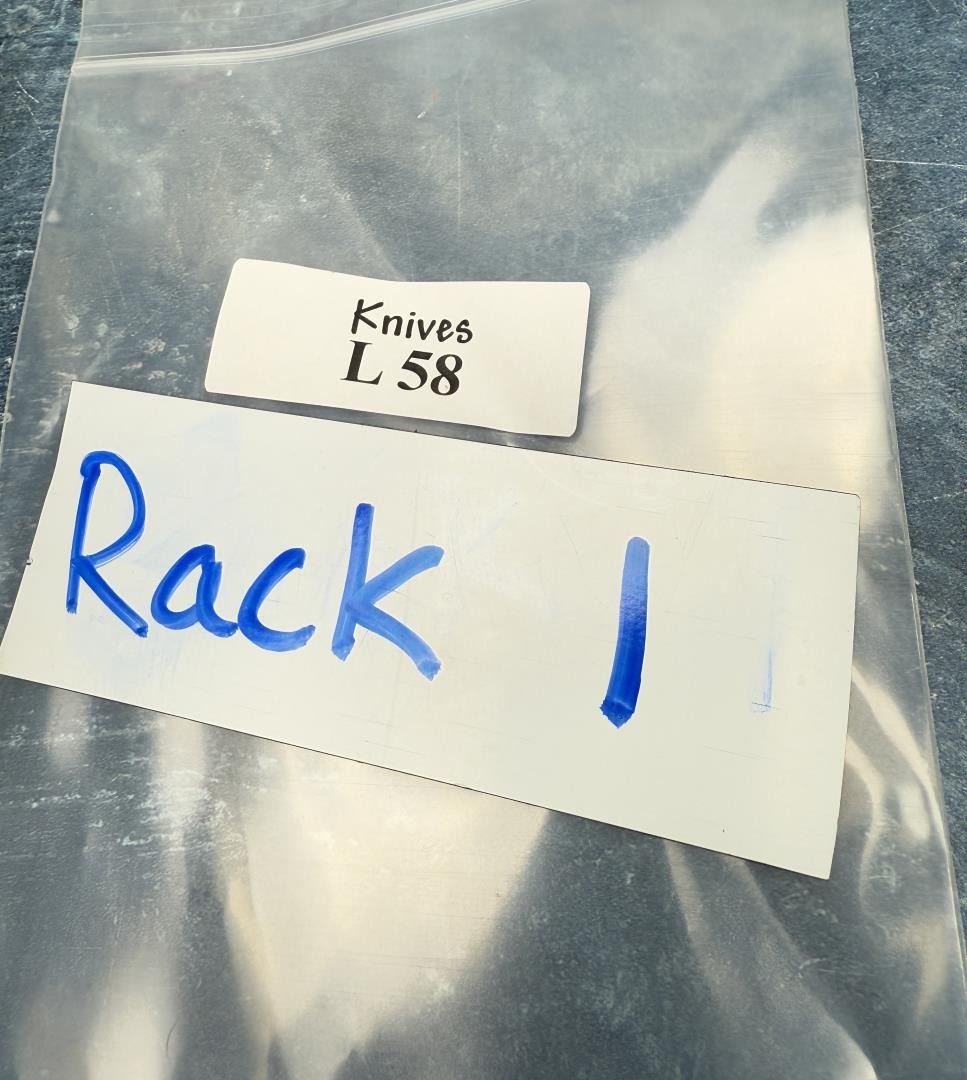 Knives
L 58
Rack 1